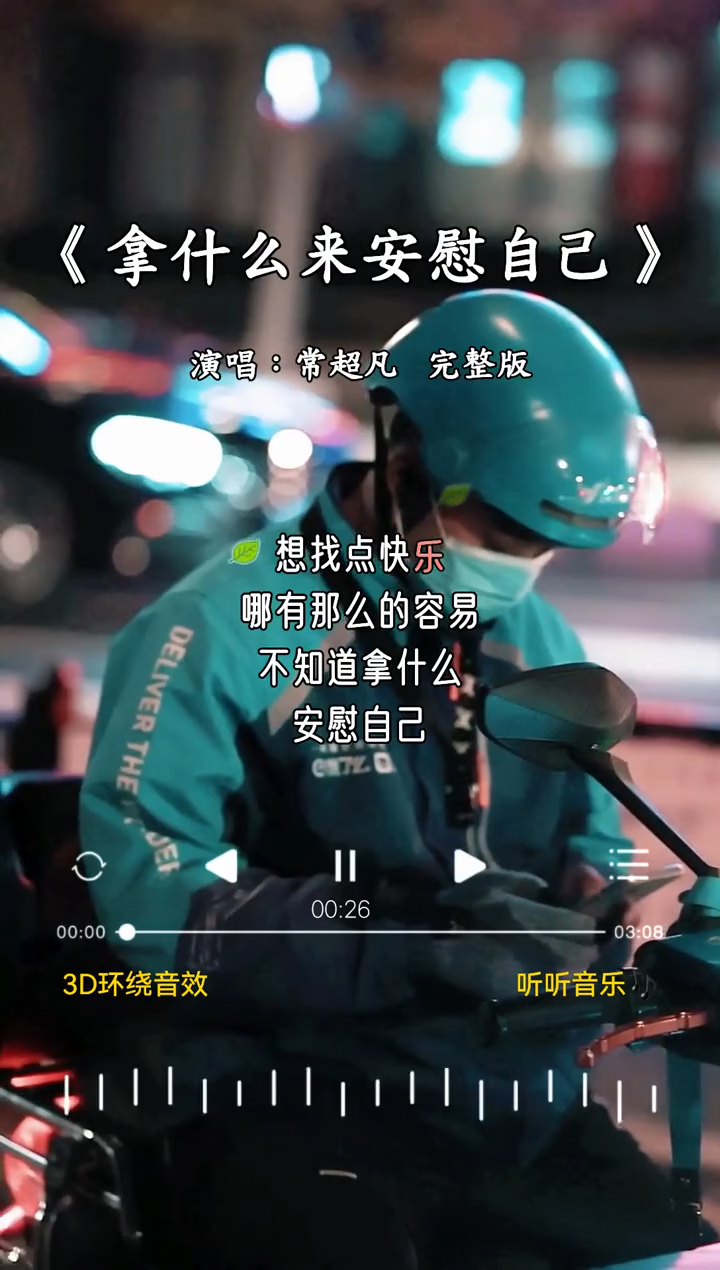 《拿什么来安慰自己》
演唱：常超凡 完整版
想找点快乐
哪有那么的容易
不知道拿什么
安慰自己
DELIVER THE
00:26
00:00
03:08
3D环绕音效
听听音乐